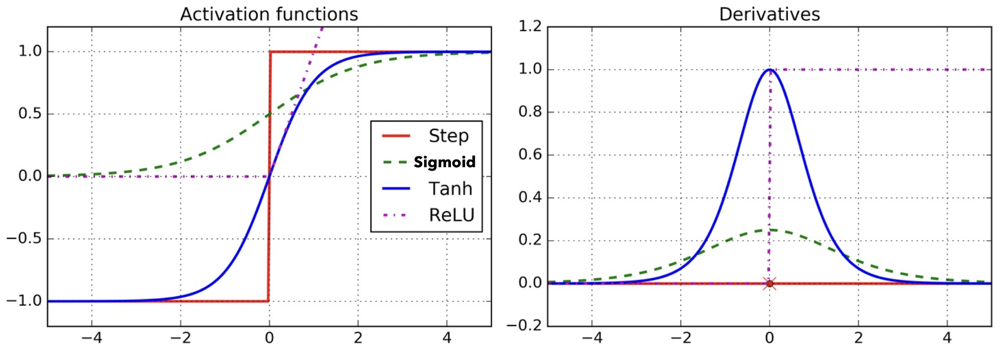 Activation functions
1.0
0.5
0.0
−0.5
−1.0
−4 −2 0 2 4
Step
Sigmoid
Tanh
ReLU
Derivatives
1.2
1.0
0.8
0.6
0.4
0.2
0.0
−0.2
−4 −2 0 2 4